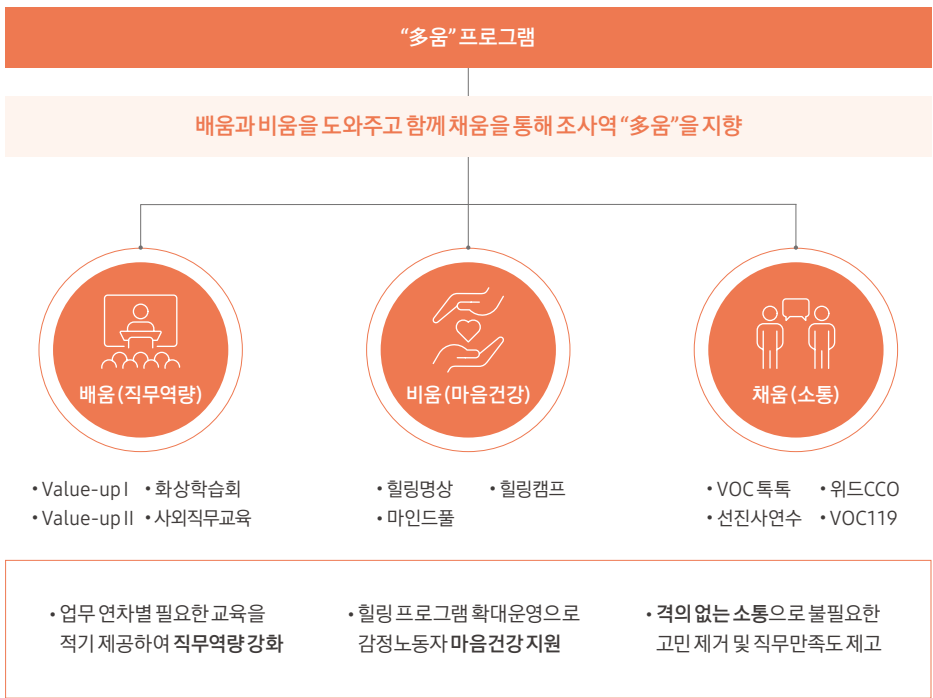 “多움” 프로그램
배움과 비움을 도와주고 함께 채움을 통해 조사역 “多움”을 지향
배움(직무역량)
비움(마음건강)
채움(소통)
• Value-up I • 화상학습회
• Value-up II • 사외직무교육
• 힐링명상 • 힐링캠프
• 마인드풀
• VOC 톡톡 • 위드CCO
• 선진사연수 • VOC119
• 업무 연차별 필요한 교육을
적기 제공하여 직무역량 강화
• 힐링 프로그램 확대운영으로
감정노동자 마음건강 지원
• 격의 없는 소통으로 불필요한
고민 제거 및 직무만족도 제고